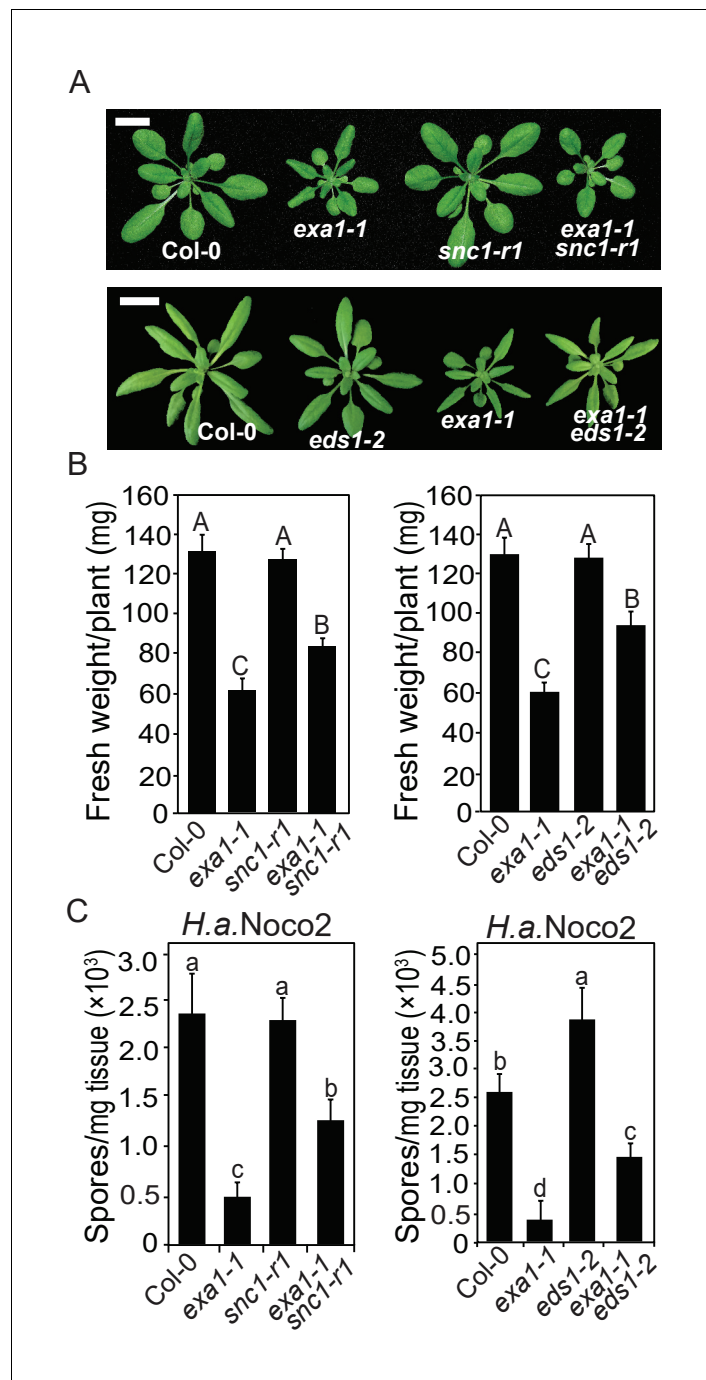 A
Col-0
exa1-1
snc1-r1
exa1-1
snc1-r1
Col-0
eds1-2
exa1-1
exa1-1
eds1-2
B
Fresh weight/plant (mg)
160
140
120
100
80
60
40
20
0
A
C
A
B
Col-0
exa1-1
snc1-r1
exa1-1
snc1-r1
Fresh weight/plant (mg)
160
140
120
100
80
60
40
20
0
A
C
A
B
Col-0
exa1-1
eds1-2
exa1-1
eds1-2
C
H.a.Noco2
Spores/mg tissue (×10³)
3.0
2.5
2.0
1.5
1.0
0.5
0
a
c
a
b
Col-0
exa1-1
snc1-r1
exa1-1
snc1-r1
H.a.Noco2
Spores/mg tissue (×10³)
5.0
4.5
4.0
3.5
3.0
2.5
2.0
1.5
1.0
0.5
0
b
d
a
c
Col-0
exa1-1
eds1-2
exa1-1
eds1-2